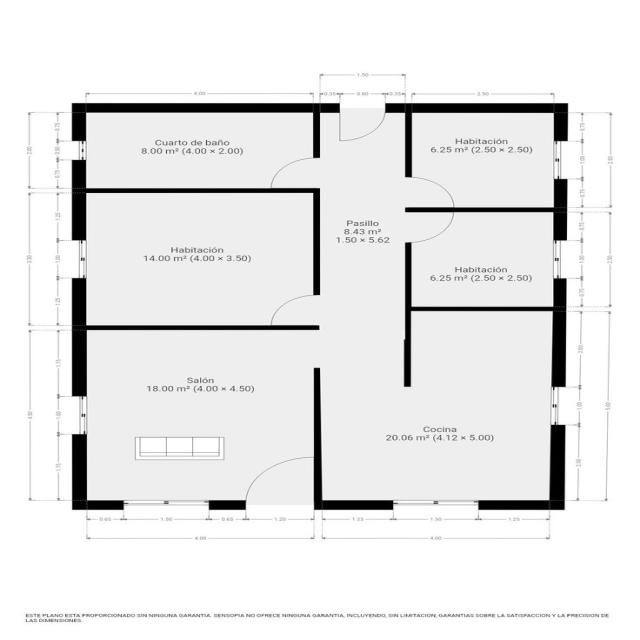 1.50
4.00
0.35
0.80
0.35
2.50
Cuarto de baño
8.00 m² (4.00 × 2.00)
Habitación
6.25 m² (2.50 × 2.50)
Pasillo
8.43 m²
1.50 × 5.62
Habitación
14.00 m² (4.00 × 3.50)
Habitación
6.25 m² (2.50 × 2.50)
Salón
18.00 m² (4.00 × 4.50)
Cocina
20.06 m² (4.12 × 5.00)
0.65
1.50
0.65
1.20
1.25
1.50
1.25
4.00
4.00
ESTE PLANO ESTA PROPORCIONADO SIN NINGUNA GARANTIA. SENSOPIA NO OFRECE NINGUNA GARANTIA, INCLUYENDO, SIN LIMITACION, GARANTIAS SOBRE LA SATISFACCION Y LA PRECISION DE
LAS DIMENSIONES.